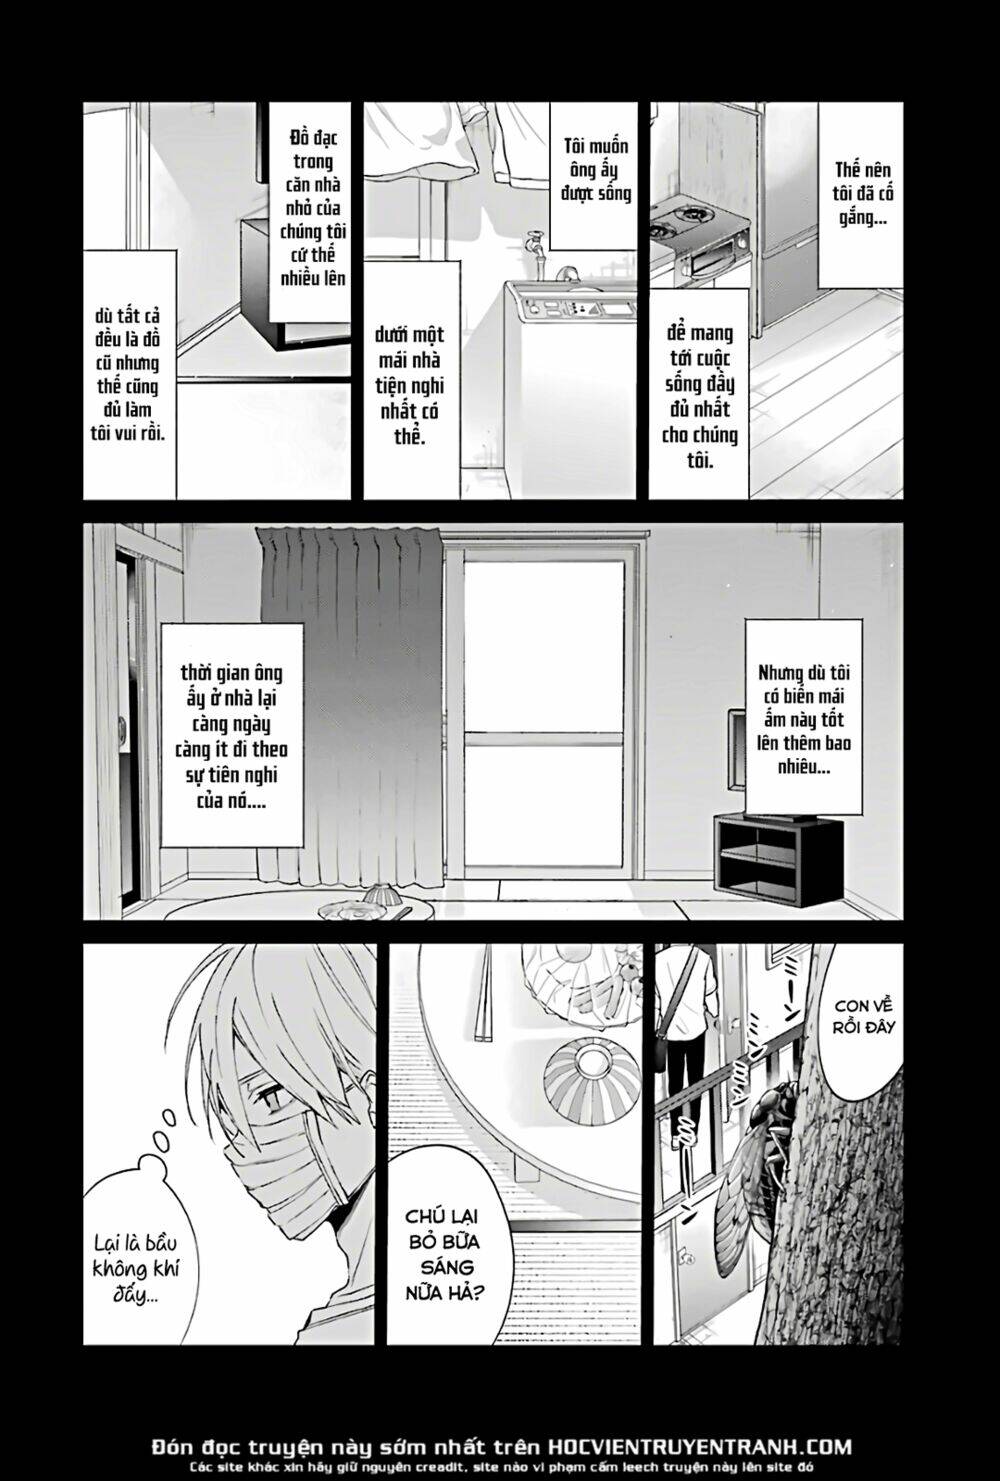 Thế nên
tôi đã cố
gắng...
để mang
tới cuộc
sống đầy
đủ nhất
cho chúng
tôi.
Tôi muốn
ông ấy
được sống
dưới một
mái nhà
tiện nghi
nhất có
thể.
Đồ đạc
trong
căn nhà
nhỏ của
chúng tôi
cứ thế
nhiều lên
dù tất cả
đều là đồ
cũ nhưng
thế cũng
đủ làm
tôi vui rồi.
Nhưng dù tôi
có biến mái
ấm này tốt
lên thêm bao
nhiêu...
thời gian ông
ấy ở nhà lại
càng ngày
càng ít đi theo
sự tiên nghi
của nó....
CON VỀ
RỒI ĐÂY
CHÚ LẠI
BỎ BỮA
SÁNG
NỮA HẢ?
Lại là bầu
không khí
đấy...
Đón đọc truyện này sớm nhất trên HOCVIENTRUYENTRANH.COM
Các site khác xin hãy giữ nguyên creadit, site nào vi phạm cấm leech truyện này lên site đó